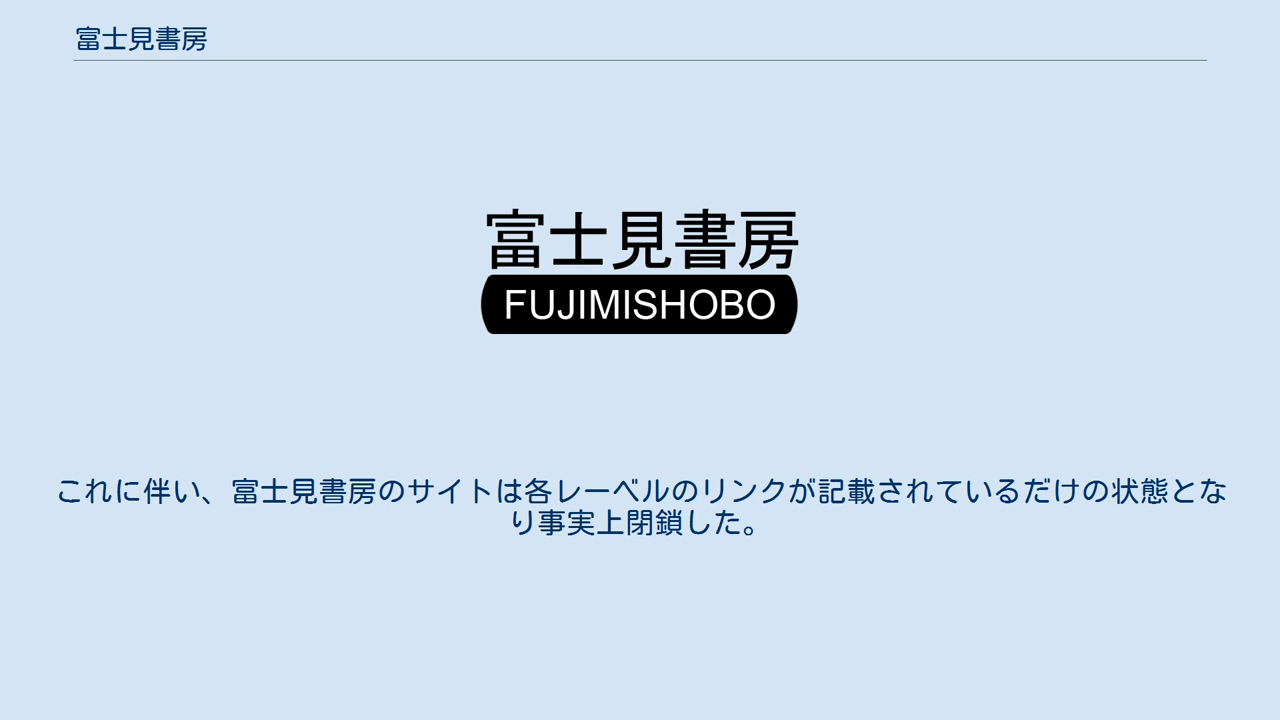 富士見書房
富士見書房
FUJIMISHOBO
これに伴い、富士見書房のサイトは各レーベルのリンクが記載されているだけの状態とな
り事実上閉鎖した。